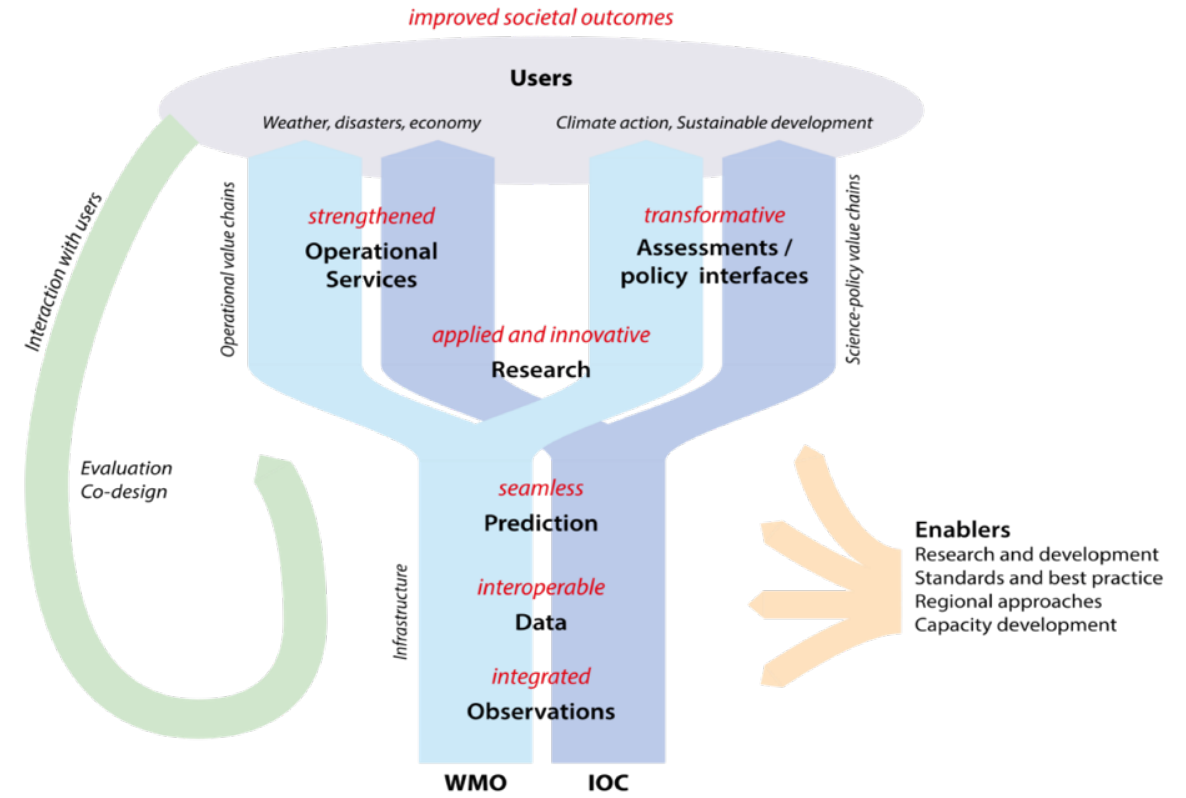 improved societal outcomes
Users
Weather, disasters, economy
Climate action, Sustainable development
Interaction with users
Operational value chains
strengthened
Operational
Services
transformative
Assessments /
policy interfaces
Science-policy value chains
applied and innovative
Research
Evaluation
Co-design
seamless
Prediction
Infrastructure
interoperable
Data
integrated
Observations
Enablers
Research and development
Standards and best practice
Regional approaches
Capacity development
WMO
IOC